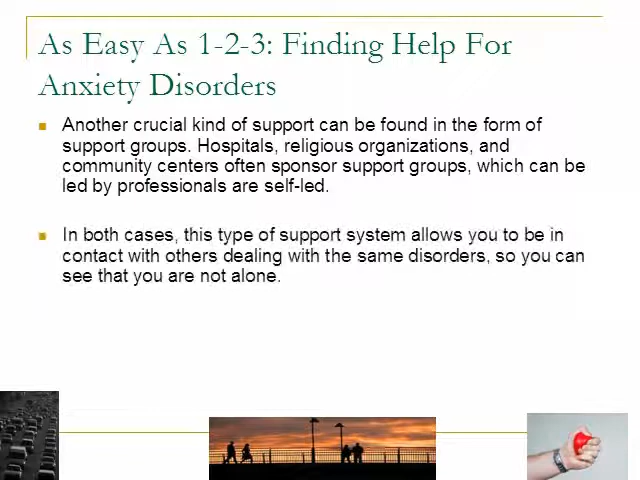 As Easy As 1-2-3: Finding Help For
Anxiety Disorders
Another crucial kind of support can be found in the form of
support groups. Hospitals, religious organizations, and
community centers often sponsor support groups, which can be
led by professionals are self-led.
In both cases, this type of support system allows you to be in
contact with others dealing with the same disorders, so you can
see that you are not alone.